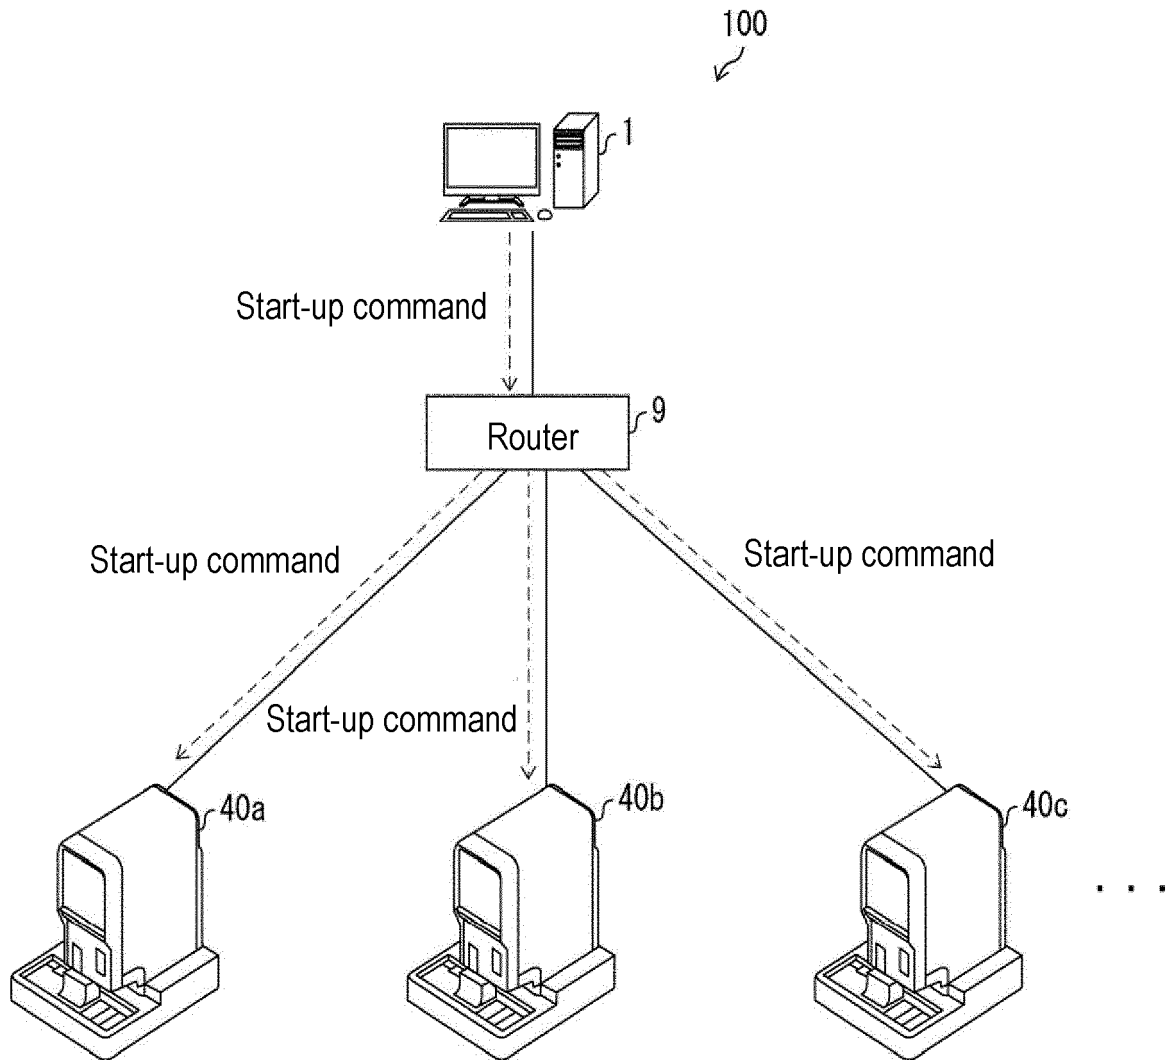 100
1
Start-up command
9
Router
Start-up command
Start-up command
Start-up command
40a
40b
40c
. . .